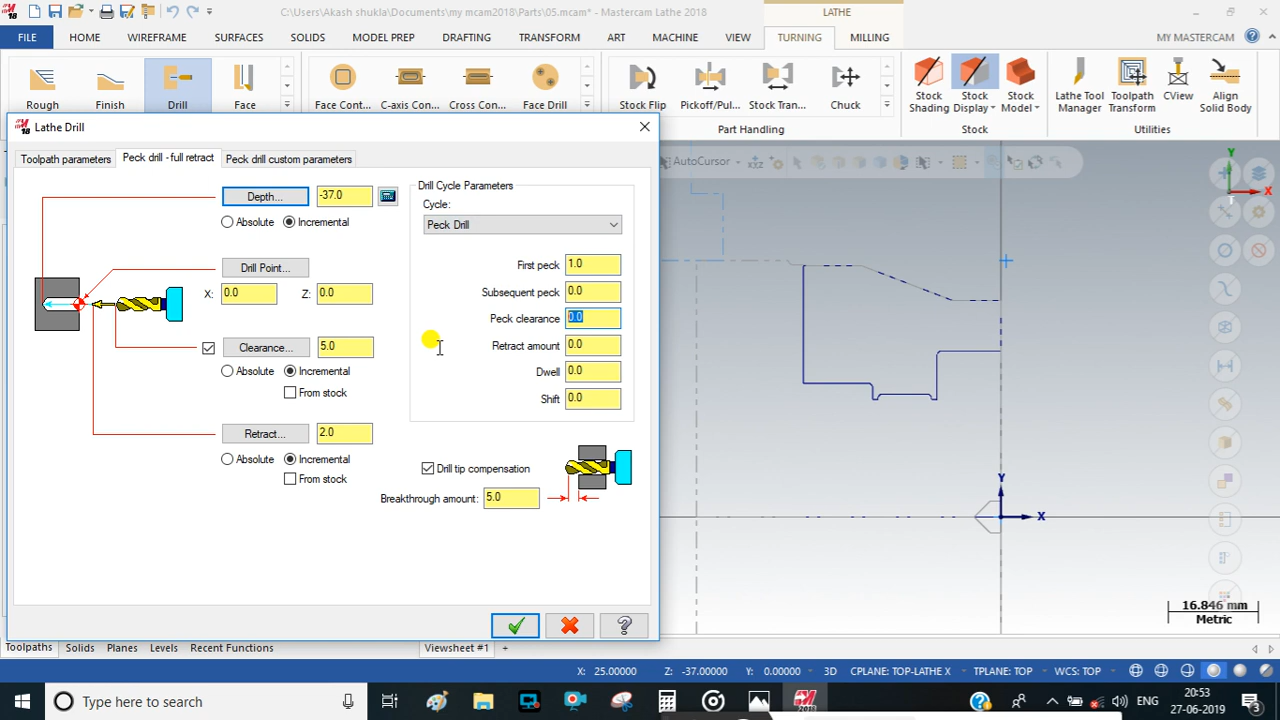 C:\Users\Akash shukla\Documents\my mcam2018\Parts\05.mcam* - Mastercam Lathe 2018
LATHE
FILE HOME WIREFRAME SURFACES SOLIDS MODEL PREP DRAFTING TRANSFORM ART MACHINE VIEW TURNING MILLING MY MASTERCAM
Rough Finish Drill Face Face Cont... C-axis Con... Cross Con... Face Drill Stock Flip Pickoff/Pul... Stock Tran... Chuck
Stock Shading
Stock Display
Stock Model
Lathe Tool Manager
Toolpath Transform
CView
Align Solid Body
Part Handling
Stock
Utilities
Lathe Drill
Toolpath parameters
Peck drill - full retract
Peck drill custom parameters
AutoCursor
Depth...
-37.0
Absolute Incremental
Drill Point...
X: 0.0 Z: 0.0
Clearance...
5.0
Absolute Incremental
From stock
Retract...
2.0
Absolute Incremental
From stock
Drill Cycle Parameters
Cycle:
Peck Drill
First peck 1.0
Subsequent peck 0.0
Peck clearance 0.0
Retract amount 0.0
Dwell 0.0
Shift 0.0
Drill tip compensation
Breakthrough amount: 5.0
Y
X
Y
X
16.846 mm
Metric
Toolpaths Solids Planes Levels Recent Functions
Viewsheet #1 +
X: 25.00000 Z: -37.00000 Y: 0.00000 3D CPLANE: TOP-LATHE X TPLANE: TOP WCS: TOP
Type here to search
ENG
20:53
27-06-2019
3